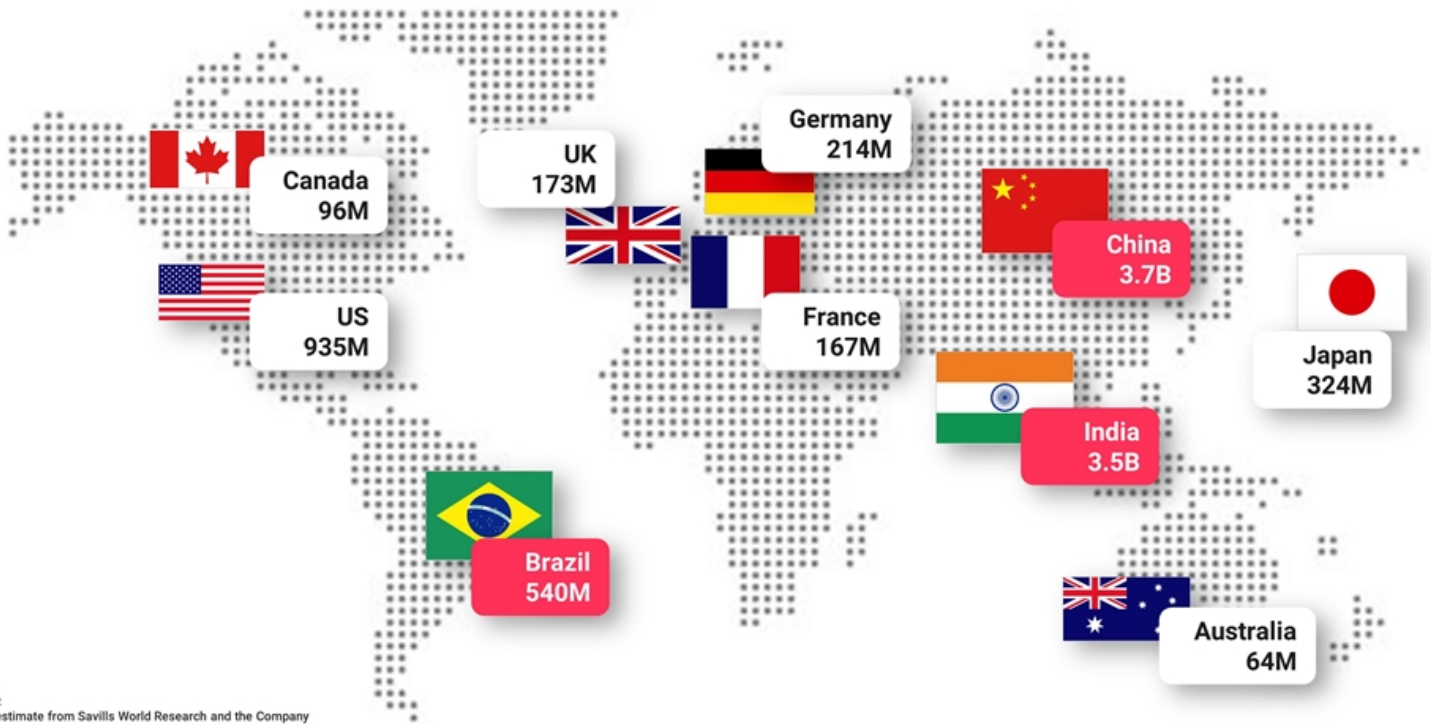 Canada
96M
UK
173M
Germany
214M
China
3.7B
US
935M
France
167M
Japan
324M
India
3.5B
Brazil
540M
Australia
64M
estimate from Savills World Research and the Company